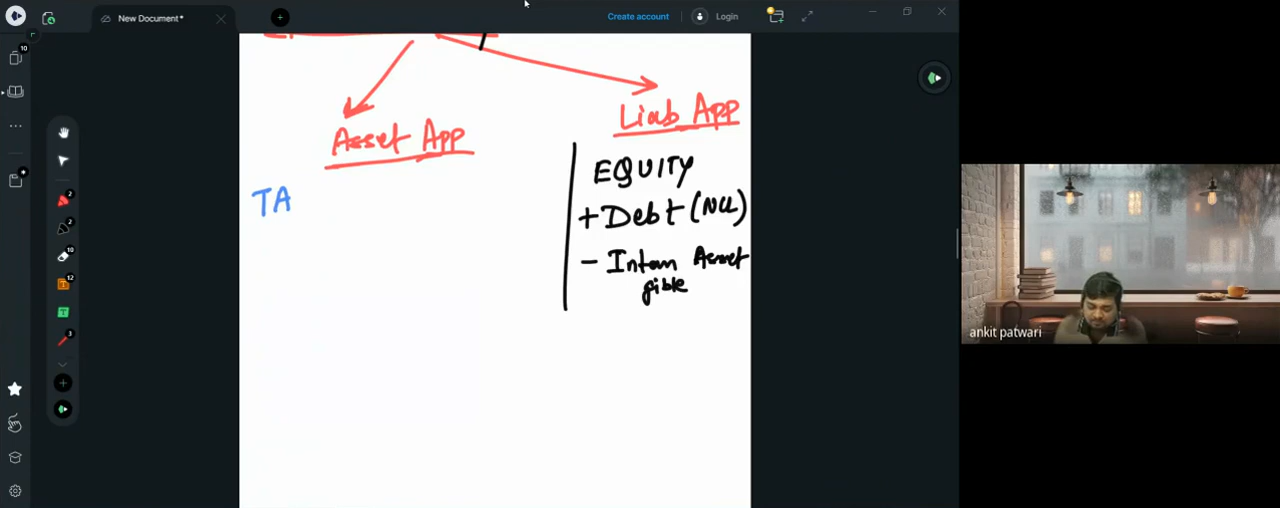 New Document*
Create account
Login
Asset App
Liab App
TA
EQUITY
+ Debt (NCL)
- Intan Asset
gible
ankit patwari